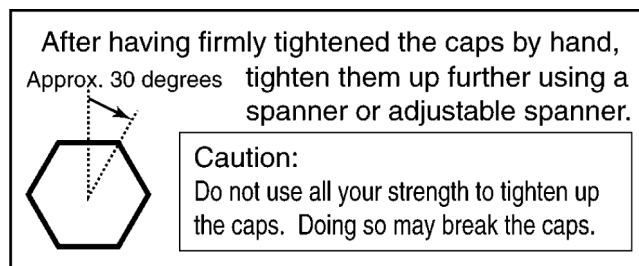 After having firmly tightened the caps by hand,
Approx. 30 degrees
tighten them up further using a
spanner or adjustable spanner.
Caution:
Do not use all your strength to tighten up
the caps. Doing so may break the caps.